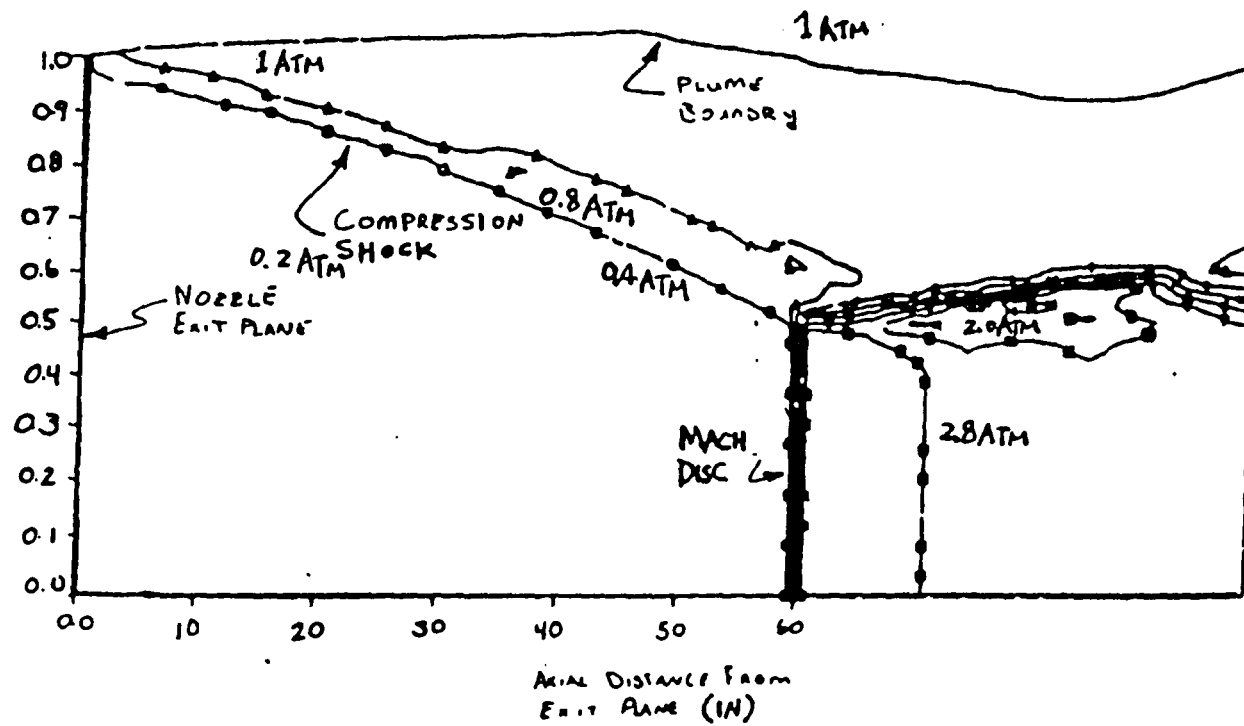 1 ATM
1.0
1 ATM
PLUME
BOUNDRY
0.9
0.8
0.8 ATM
0.7
COMPRESSION
SHOCK
0.2 ATM
0.4 ATM
0.6
NOZZLE
EXIT PLANE
0.5
2.0 ATM
0.4
0.3
MACH
DISC
2.8 ATM
0.2
0.1
0.0
0.0 10 20 30 40 50 60
AXIAL DISTANCE FROM
EXIT PLANE (IN)